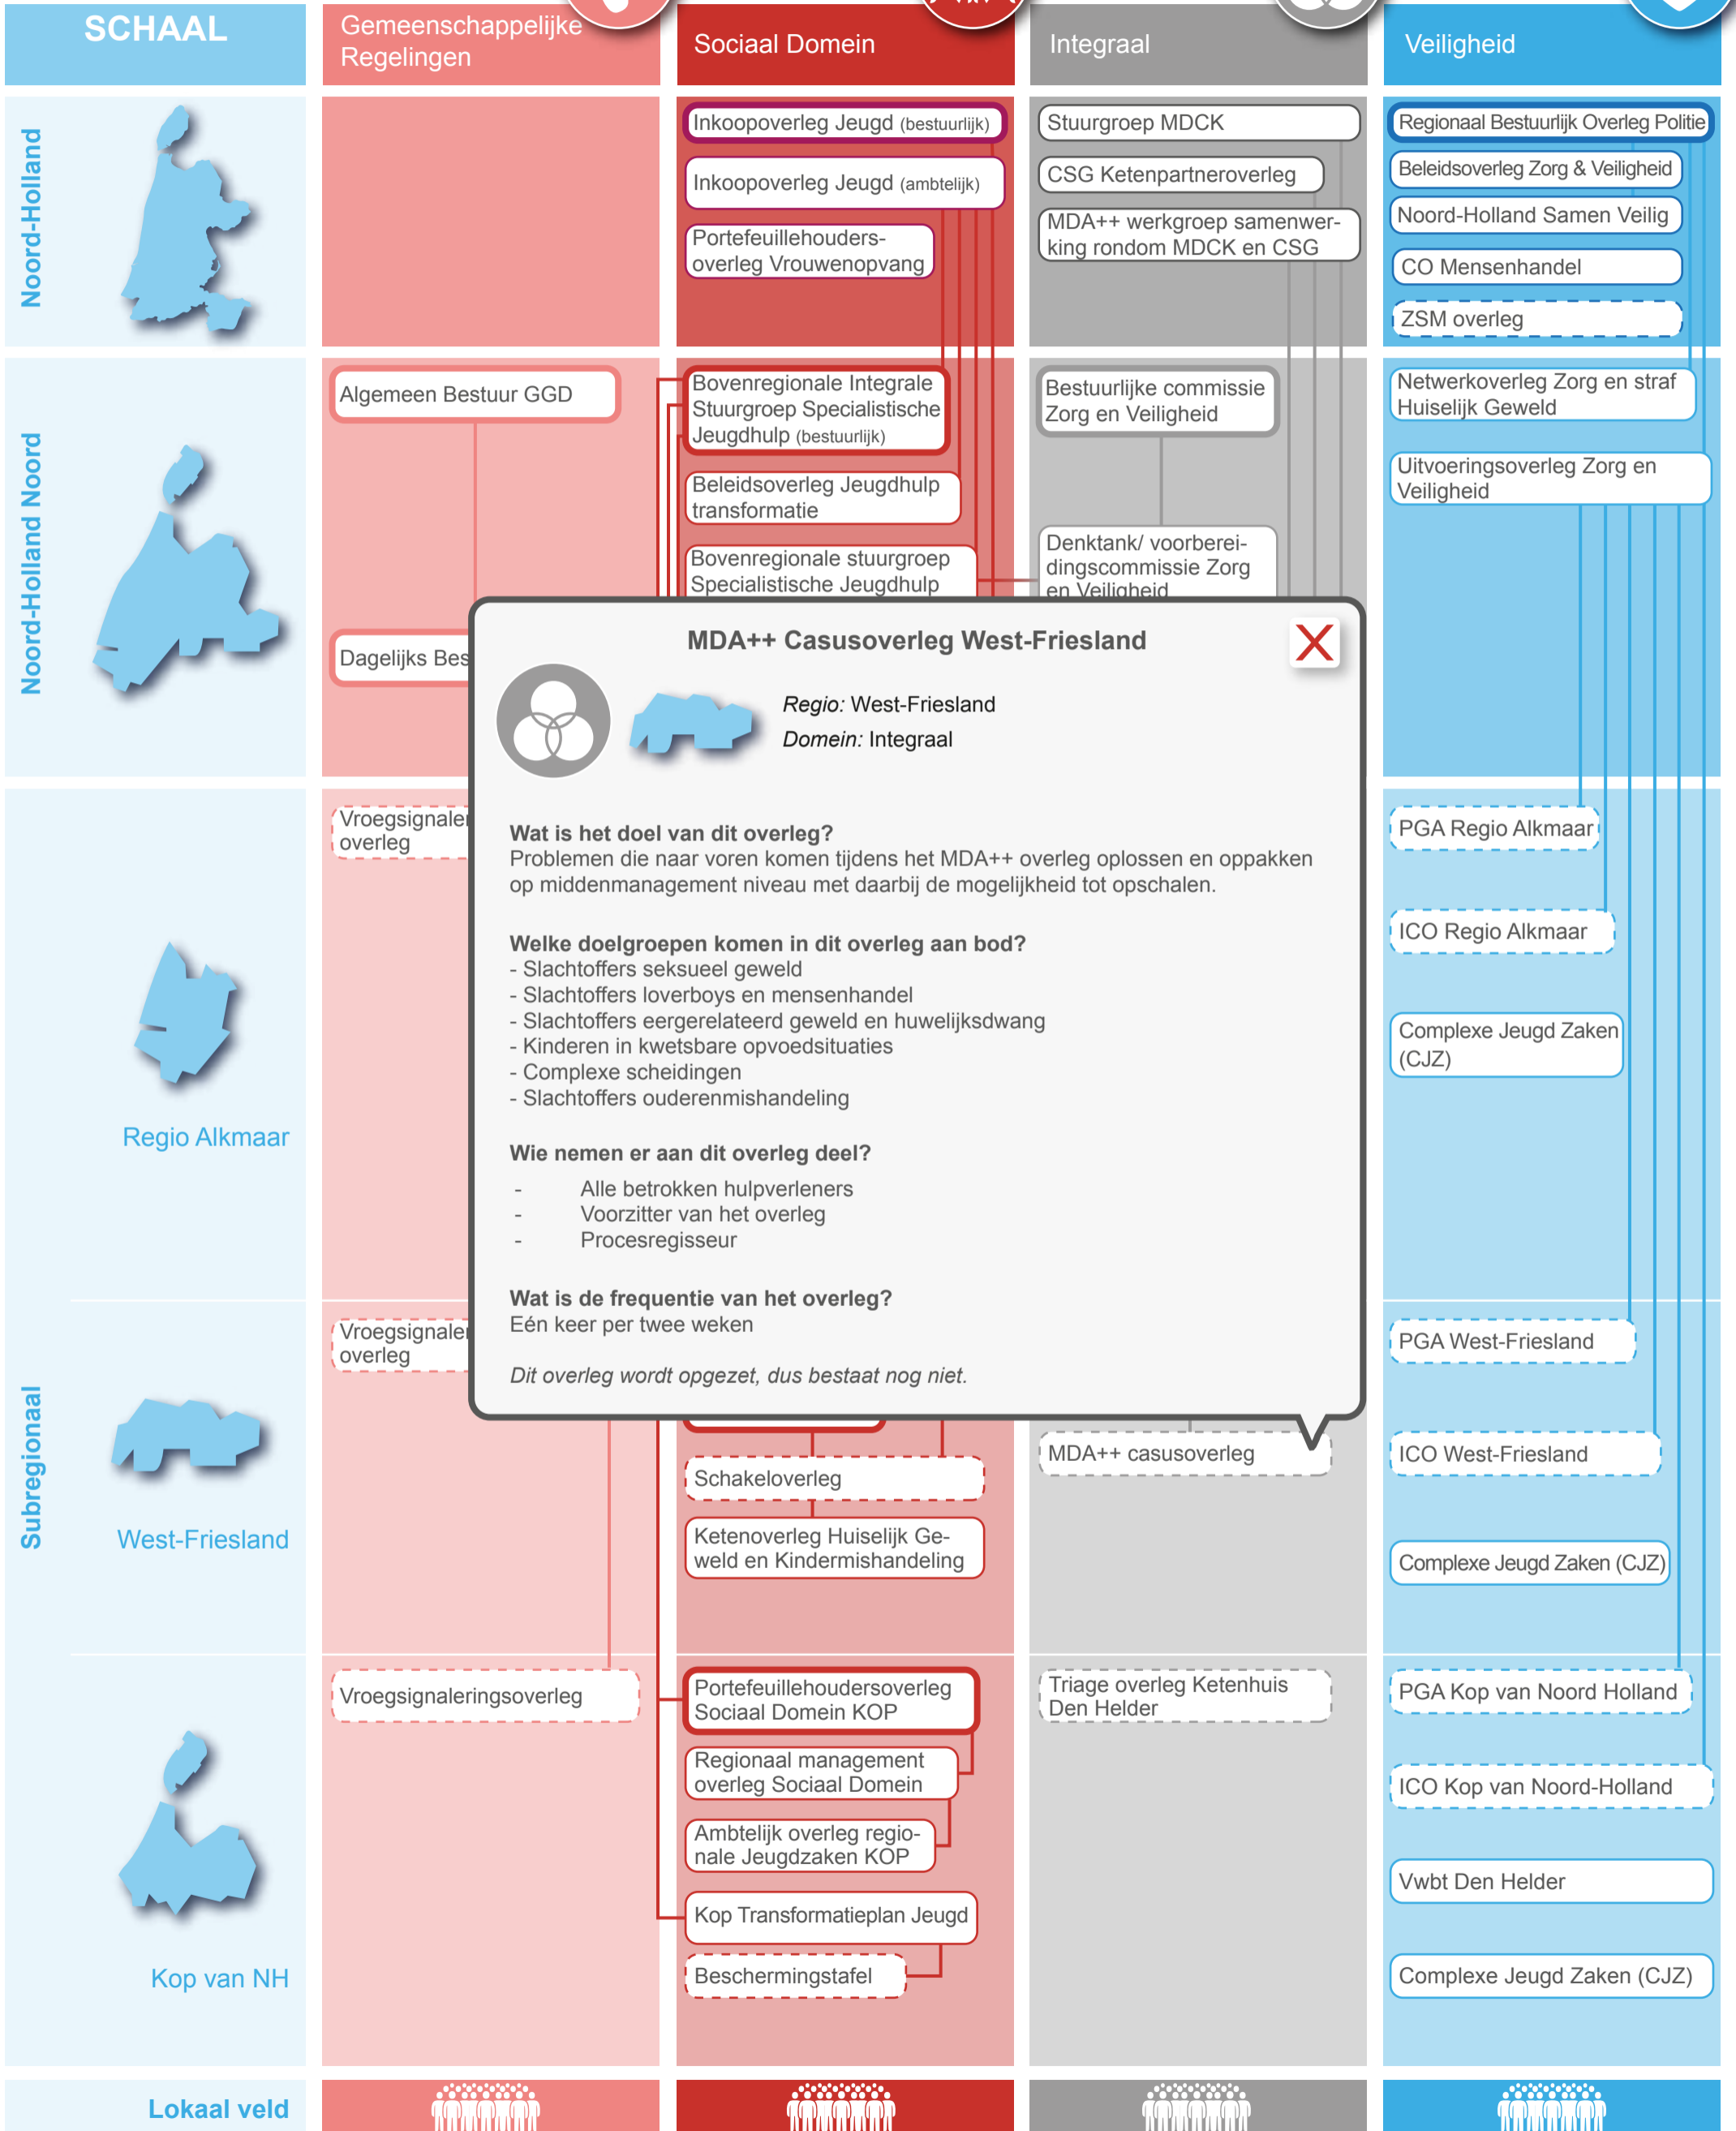 SCHAAL
Gemeenschappelijke
Regelingen
Sociaal Domein
Integraal
Veiligheid
Noord-Holland
Inkoopoverleg Jeugd (bestuurlijk)
Inkoopoverleg Jeugd (ambtelijk)
Portefeuillehouders-
overleg Vrouwenopvang
Stuurgroep MDCK
CSG Ketenpartneroverleg
MDA++ werkgroep samenwer-
king rondom MDCK en CSG
Regionaal Bestuurlijk Overleg Politie
Beleidsoverleg Zorg & Veiligheid
Noord-Holland Samen Veilig
CO Mensenhandel
ZSM overleg
Noord-Holland Noord
Algemeen Bestuur GGD
Dagelijks Bes
Bovenregionale Integrale
Stuurgroep Specialistische
Jeugdhulp (bestuurlijk)
Beleidsoverleg Jeugdhulp
transformatie
Bovenregionale stuurgroep
Specialistische Jeugdhulp
Bestuurlijke commissie
Zorg en Veiligheid
Denktank/ voorberei-
dingscommissie Zorg
en Veiligheid
Netwerkoverleg Zorg en straf
Huiselijk Geweld
Uitvoeringsoverleg Zorg en
Veiligheid
MDA++ Casusoverleg West-Friesland
X
Regio: West-Friesland
Domein: Integraal
Wat is het doel van dit overleg?
Problemen die naar voren komen tijdens het MDA++ overleg oplossen en oppakken
op middenmanagement niveau met daarbij de mogelijkheid tot opschalen.
Welke doelgroepen komen in dit overleg aan bod?
- Slachtoffers seksueel geweld
- Slachtoffers loverboys en mensenhandel
- Slachtoffers eergerelateerd geweld en huwelijksdwang
- Kinderen in kwetsbare opvoedsituaties
- Complexe scheidingen
- Slachtoffers ouderenmishandeling
Wie nemen er aan dit overleg deel?
- Alle betrokken hulpverleners
- Voorzitter van het overleg
- Procesregisseur
Wat is de frequentie van het overleg?
Eén keer per twee weken
Dit overleg wordt opgezet, dus bestaat nog niet.
Subregionaal
Regio Alkmaar
Vroegsignaler
overleg
PGA Regio Alkmaar
ICO Regio Alkmaar
Complexe Jeugd Zaken
(CJZ)
West-Friesland
Vroegsignaler
overleg
Schakeloverleg
Ketenoverleg Huiselijk Ge-
weld en Kindermishandeling
MDA++ casusoverleg
PGA West-Friesland
ICO West-Friesland
Complexe Jeugd Zaken (CJZ)
Kop van NH
Vroegsignaleringsoverleg
Portefeuillehoudersoverleg
Sociaal Domein KOP
Regionaal management
overleg Sociaal Domein
Ambtelijk overleg regio-
nale Jeugdzaken KOP
Kop Transformatieplan Jeugd
Beschermingstafel
Triage overleg Ketenhuis
Den Helder
PGA Kop van Noord Holland
ICO Kop van Noord-Holland
Vwbt Den Helder
Complexe Jeugd Zaken (CJZ)
Lokaal veld